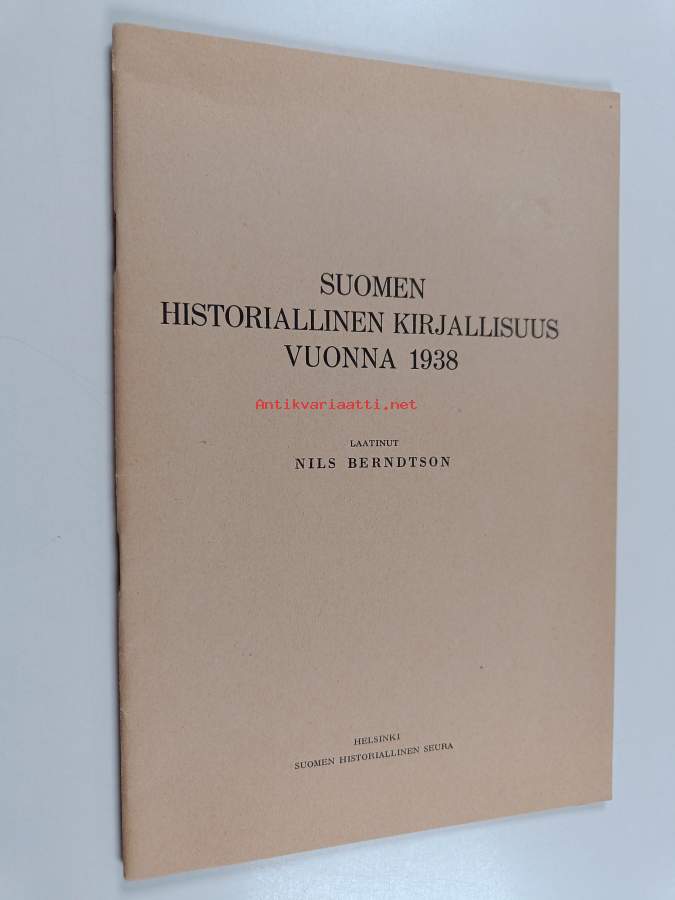 SUOMEN
HISTORIALLINEN KIRJALLISUUS
VUONNA 1938
Antikvariaatti.net
LAATINUT
NILS BERNDTSON
HELSINKI
SUOMEN HISTORIALLINEN SEURA